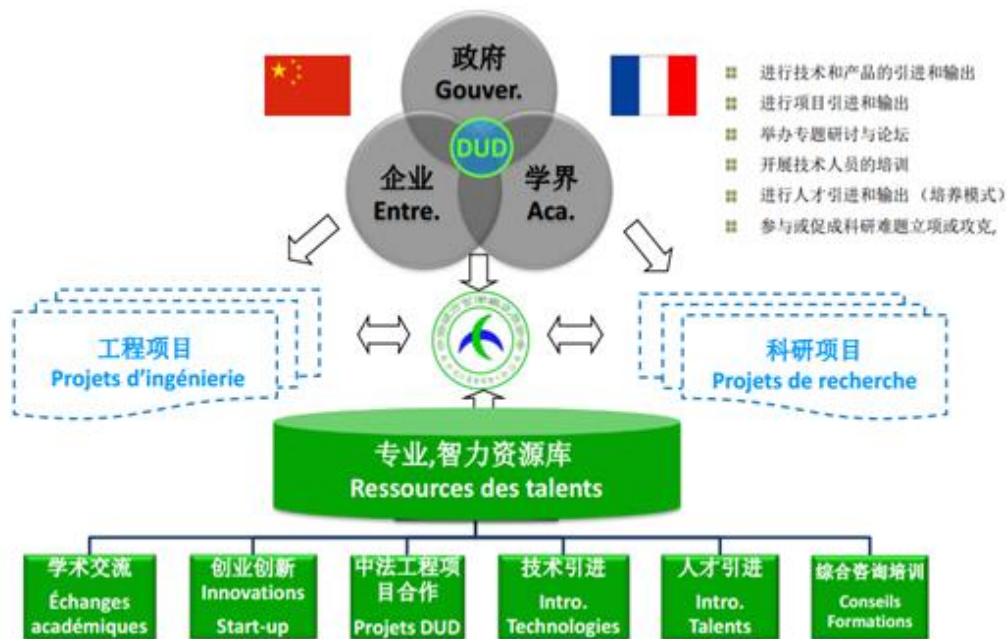 政府
Gouver.
DUD
企业
Entre.
学界
Aca.
进行技术和产品的引进和输出
进行项目引进和输出
举办专题研讨与论坛
开展技术人员的培训
进行人才引进和输出（培养模式）
参与或促成科研难题立项或攻克,
工程项目
Projets d'ingénierie
科研项目
Projets de recherche
专业,智力资源库
Ressources des talents
学术交流
Échanges
académiques
创业创新
Innovations
Start-up
中法工程项
目合作
Projets DUD
技术引进
Intro.
Technologies
人才引进
Intro.
Talents
综合咨询培训
Conseils
Formations